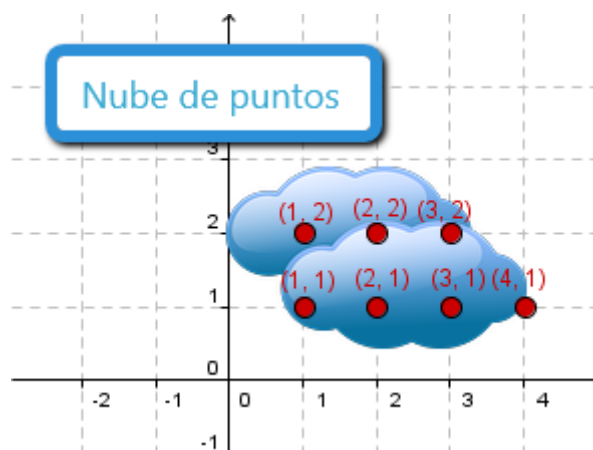 Nube de puntos
3
(1, 2) (2, 2) (3, 2)
2
(1, 1) (2, 1) (3, 1) (4, 1)
1
0
-2 -1 0 1 2 3 4
-1